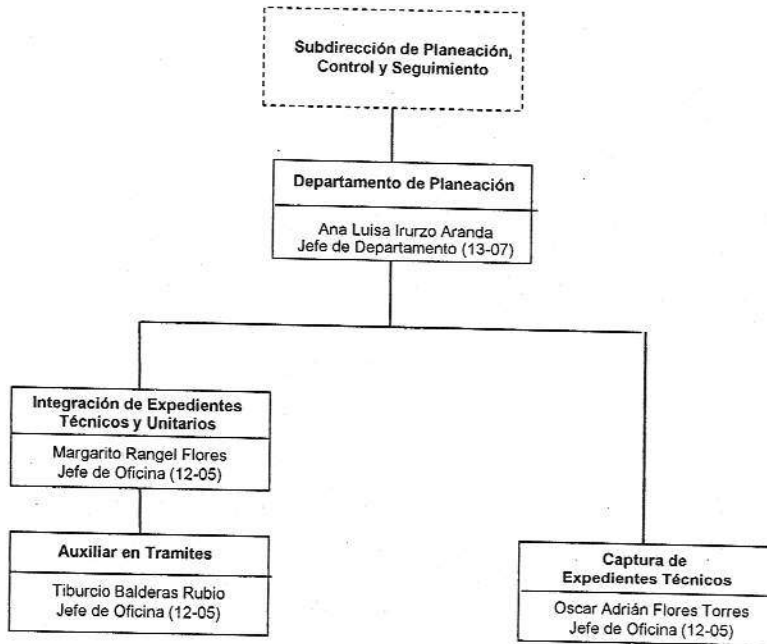 Subdirección de Planeación,
Control y Seguimiento
Departamento de Planeación
Ana Luisa Irurzo Aranda
Jefe de Departamento (13-07)
Integración de Expedientes
Técnicos y Unitarios
Margarito Rangel Flores
Jefe de Oficina (12-05)
Auxiliar en Tramites
Tiburcio Balderas Rubio
Jefe de Oficina (12-05)
Captura de
Expedientes Técnicos
Oscar Adrián Flores Torres
Jefe de Oficina (12-05)